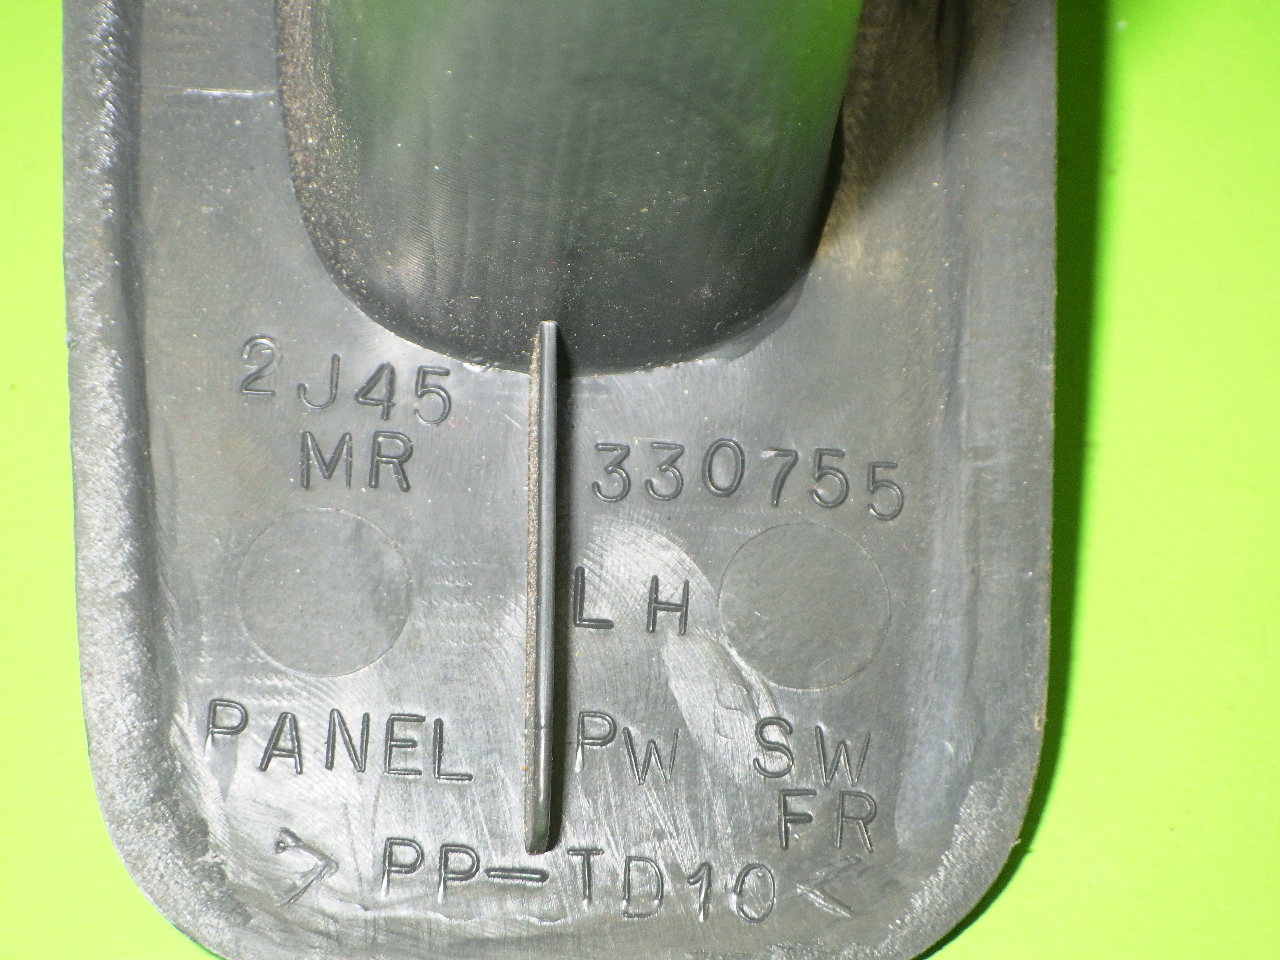 2J45
MR 330755
LH
PANEL PW SW
FR
>PP-TD10<